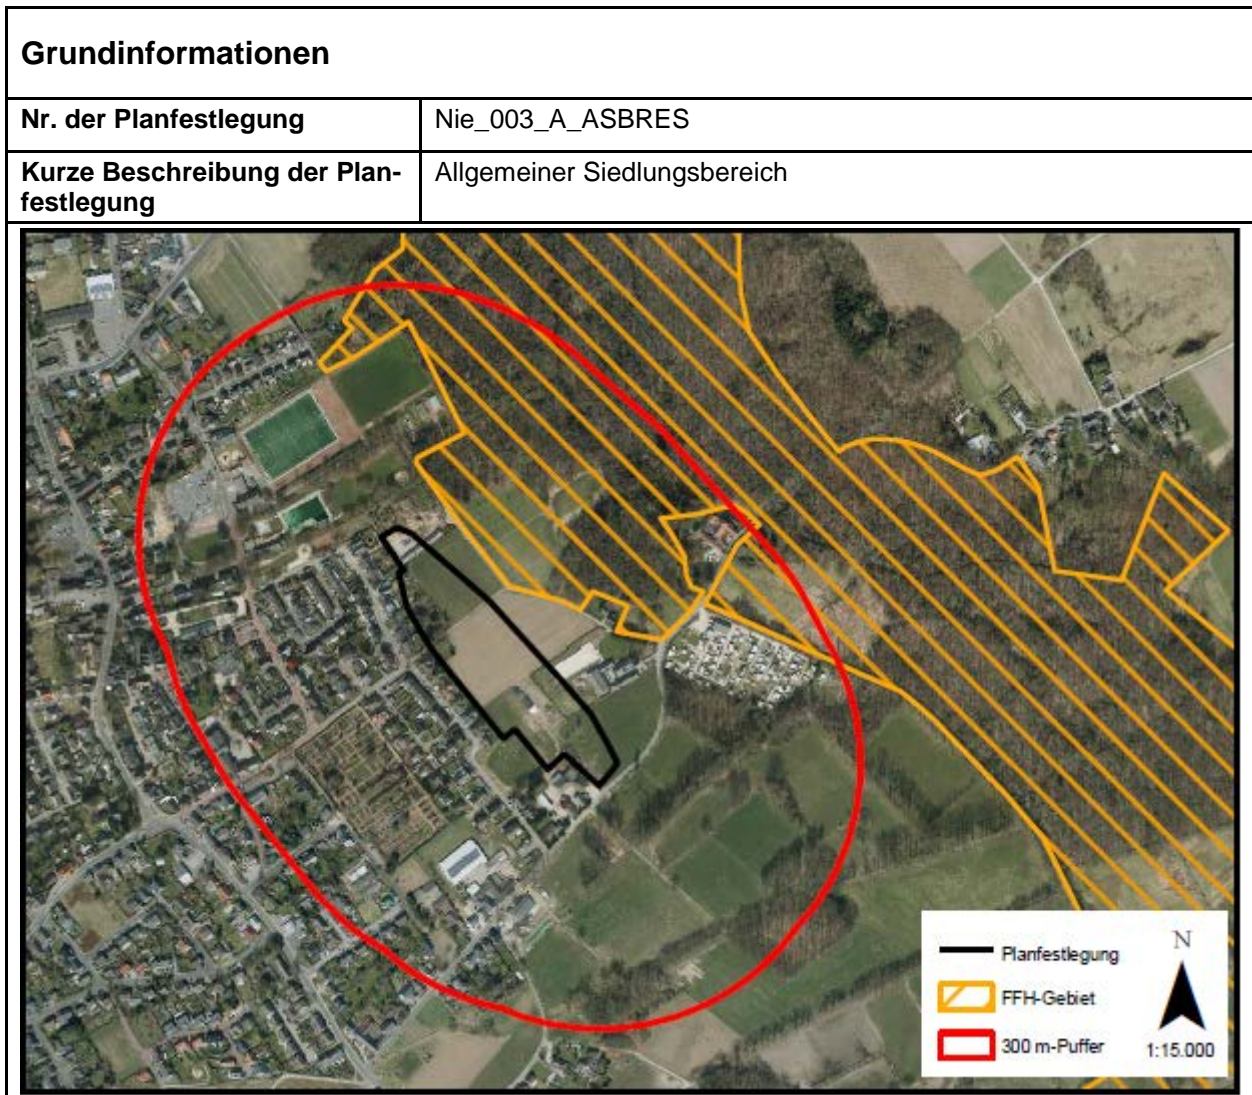 Grundinformationen
Nr. der Planfestlegung
Nie_003_A_ASBRES
Kurze Beschreibung der Plan-
festlegung
Allgemeiner Siedlungsbereich
Planfestlegung
FFH-Gebiet
300 m-Puffer
N
1:15.000